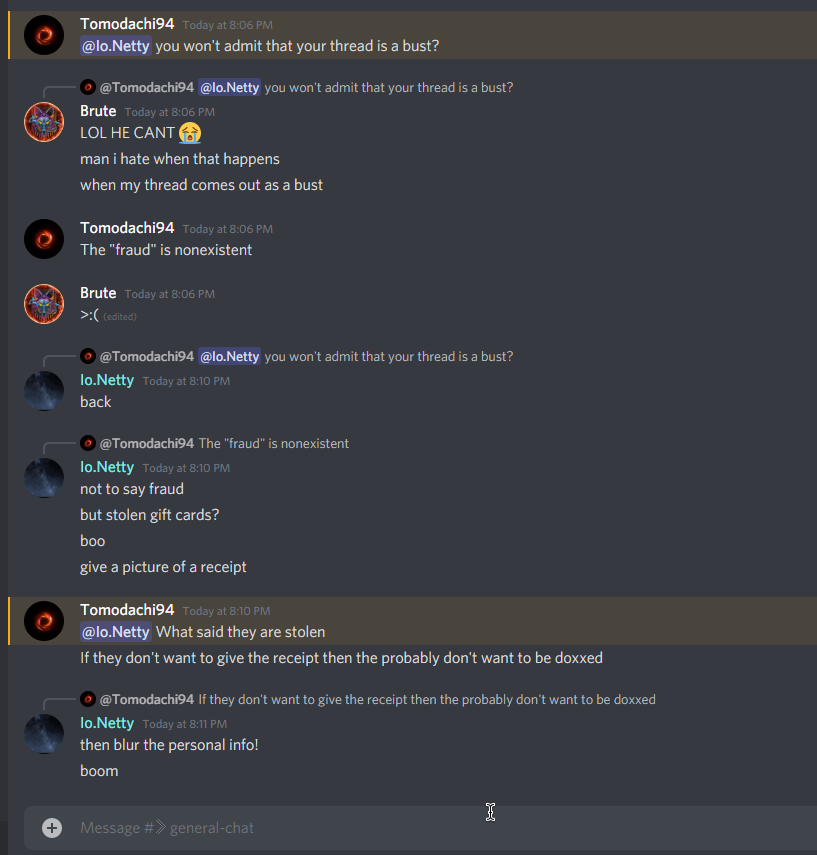 Tomodachi94 Today at 8:06 PM
@Io.Netty you won't admit that your thread is a bust?
@Tomodachi94 @Io.Netty you won't admit that your thread is a bust?
Brute Today at 8:06 PM
LOL HE CANT 😭
man i hate when that happens
when my thread comes out as a bust
Tomodachi94 Today at 8:06 PM
The "fraud" is nonexistent
Brute Today at 8:06 PM
>:( (edited)
@Tomodachi94 @Io.Netty you won't admit that your thread is a bust?
Io.Netty Today at 8:10 PM
back
@Tomodachi94 The "fraud" is nonexistent
Io.Netty Today at 8:10 PM
not to say fraud
but stolen gift cards?
boo
give a picture of a receipt
Tomodachi94 Today at 8:10 PM
@Io.Netty What said they are stolen
If they don't want to give the receipt then the probably don't want to be doxxed
@Tomodachi94 If they don't want to give the receipt then the probably don't want to be doxxed
Io.Netty Today at 8:11 PM
then blur the personal info!
boom
Message #⨠general-chat